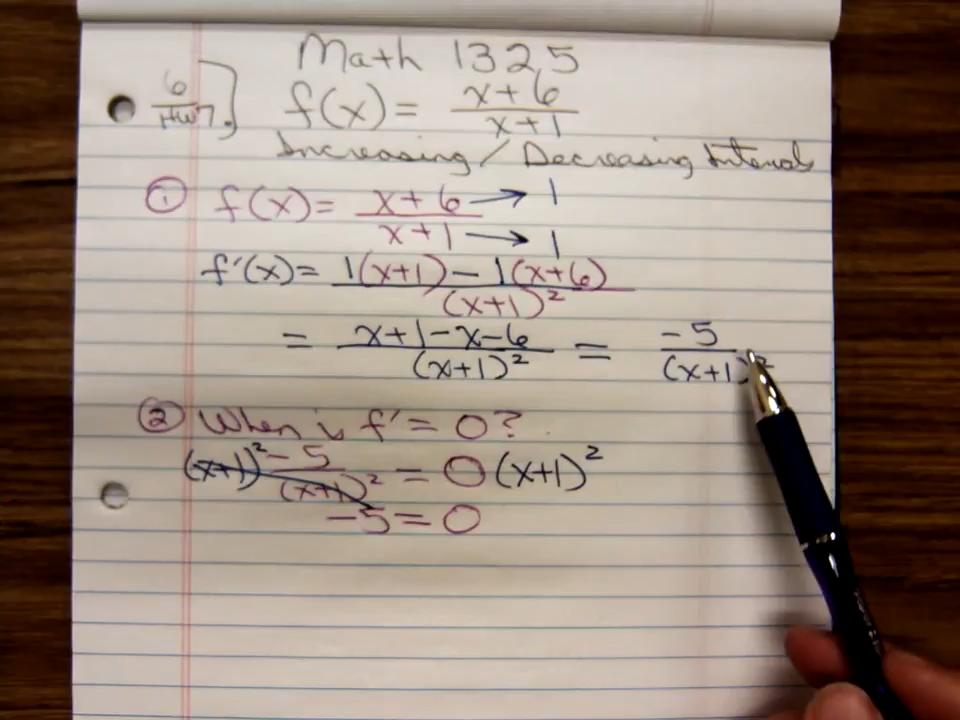 Math 1325
6/HW7.] f(x) = (x+6)/(x+1)
Increasing / Decreasing Intervals
① f(x) = (x+6)/(x+1) → 1 → 1
f'(x) = (1(x+1) - 1(x+6))/(x+1)²
= (x+1-x-6)/(x+1)² = -5/(x+1)²
② When is f' = 0?
(x+1)² -5/(x+1)² = 0(x+1)²
-5 = 0